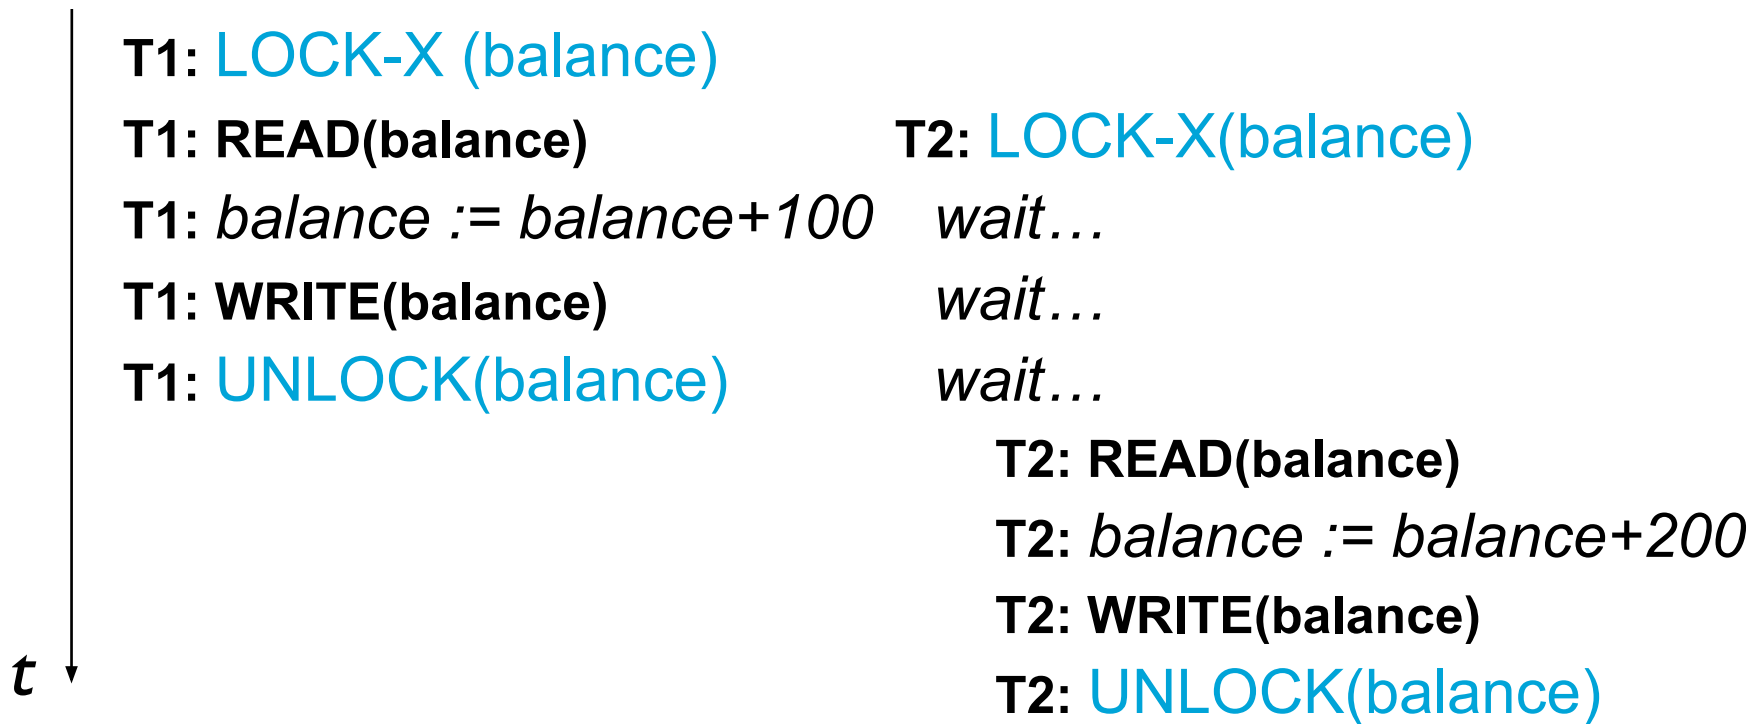 T1: LOCK-X (balance)
T1: READ(balance) T2: LOCK-X(balance)
T1: balance := balance+100 wait…
T1: WRITE(balance) wait…
T1: UNLOCK(balance) wait…
T2: READ(balance)
T2: balance := balance+200
T2: WRITE(balance)
t T2: UNLOCK(balance)